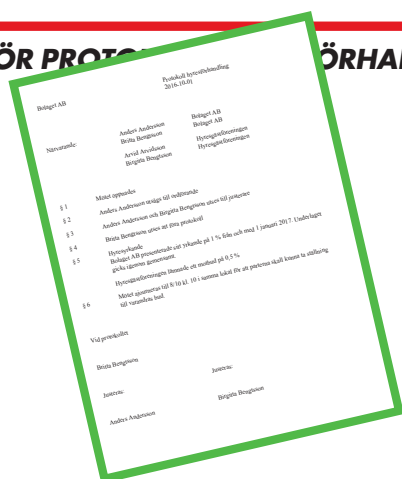 ÖR PROTO ÖRHA
Protokoll hyresförhandling
2016-10-01
Bolaget AB
Närvarande:
Anders Andersson Bolaget AB
Britta Bengtsson Bolaget AB
Arvid Arvidsson Hyresgästföreningen
Birgitta Bengtsson Hyresgästföreningen
§ 1 Mötet öppnades
§ 2 Anders Andersson utsågs till ordförande
§ 3 Anders Andersson och Birgitta Bengtsson utses till justerare
§ 4 Britta Bengtsson utses att föra protokoll
§ 5 Hyresyrkande
Bolaget AB presenterade sitt yrkande på 1 % från och med 1 januari 2017. Underlaget
gicks igenom gemensamt.
Hyresgästföreningen lämnade ett motbud på 0,5 %
§ 6 Mötet ajourneras till 8/10 kl. 10 i samma lokal för att parterna skall kunna ta ställning
till varandras bud.
Vid protokollet
Britta Bengtsson
Justeras: Justeras:
Anders Andersson Birgitta Bengtsson